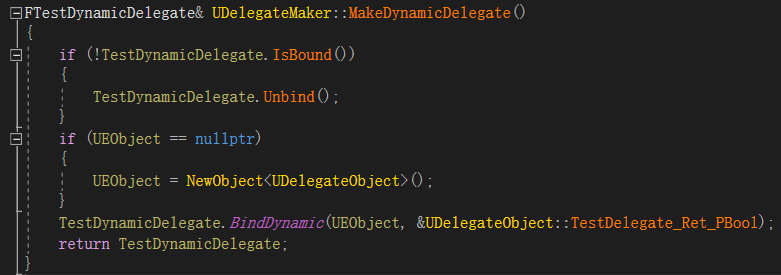 FTestDynamicDelegate& UDelegateMaker::MakeDynamicDelegate()
{
if (!TestDynamicDelegate.IsBound())
{
TestDynamicDelegate.Unbind();
}
if (UEObject == nullptr)
{
UEObject = NewObject<UDelegateObject>();
}
TestDynamicDelegate.BindDynamic(UEObject, &UDelegateObject::TestDelegate_Ret_PBool);
return TestDynamicDelegate;
}